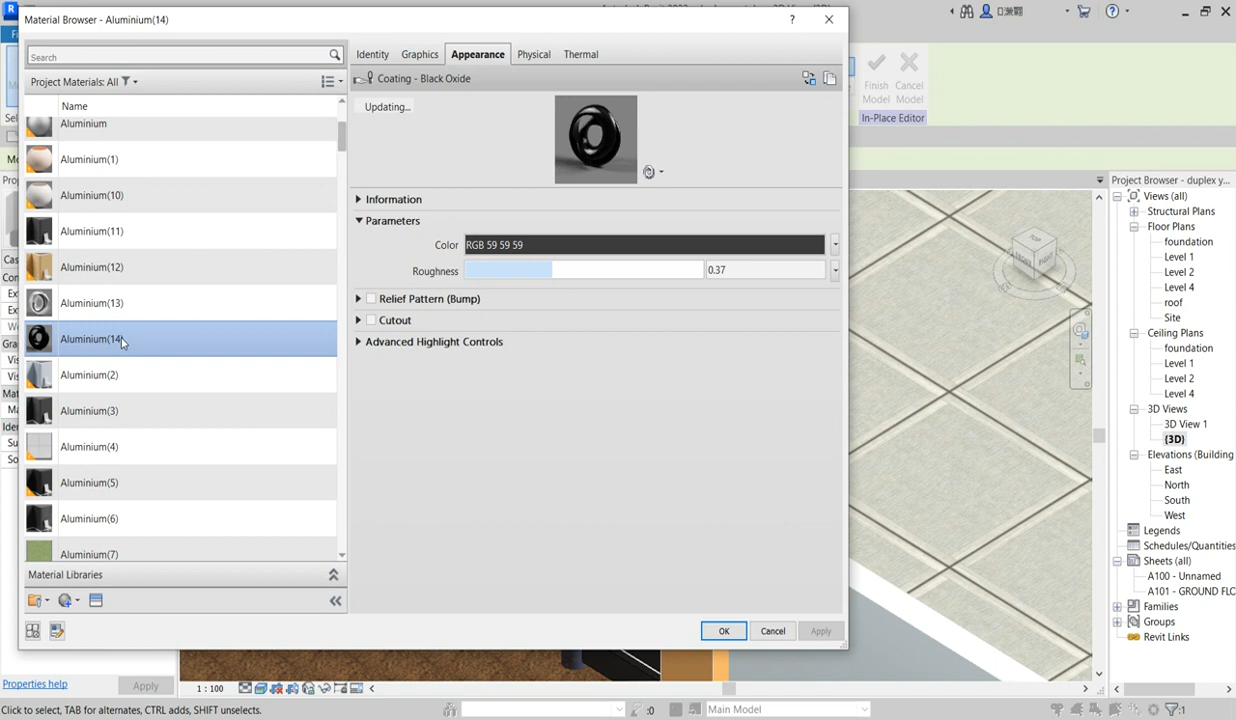 Material Browser - Aluminium(14)
Search
Project Materials: All
Name
Aluminium
Aluminium(1)
Aluminium(10)
Aluminium(11)
Aluminium(12)
Aluminium(13)
Aluminium(14)
Aluminium(2)
Aluminium(3)
Aluminium(4)
Aluminium(5)
Aluminium(6)
Aluminium(7)
Material Libraries
Identity Graphics Appearance Physical Thermal
Coating - Black Oxide
Updating...
Information
Parameters
Color RGB 59 59 59
Roughness 0.37
Relief Pattern (Bump)
Cutout
Advanced Highlight Controls
OK Cancel Apply
Finish Model
Cancel Model
In-Place Editor
TOP
RIGHT
Project Browser - duplex y...
Views (all)
Structural Plans
Floor Plans
foundation
Level 1
Level 2
Level 4
roof
Site
Ceiling Plans
foundation
Level 1
Level 2
Level 4
3D Views
3D View 1
{3D}
Elevations (Building
East
North
South
West
Legends
Schedules/Quantities
Sheets (all)
A100 - Unnamed
A101 - GROUND FLO
Families
Groups
Revit Links
Properties help
Apply
1 : 100
Click to select, TAB for alternates, CTRL adds, SHIFT unselects.
:0
Main Model
:1